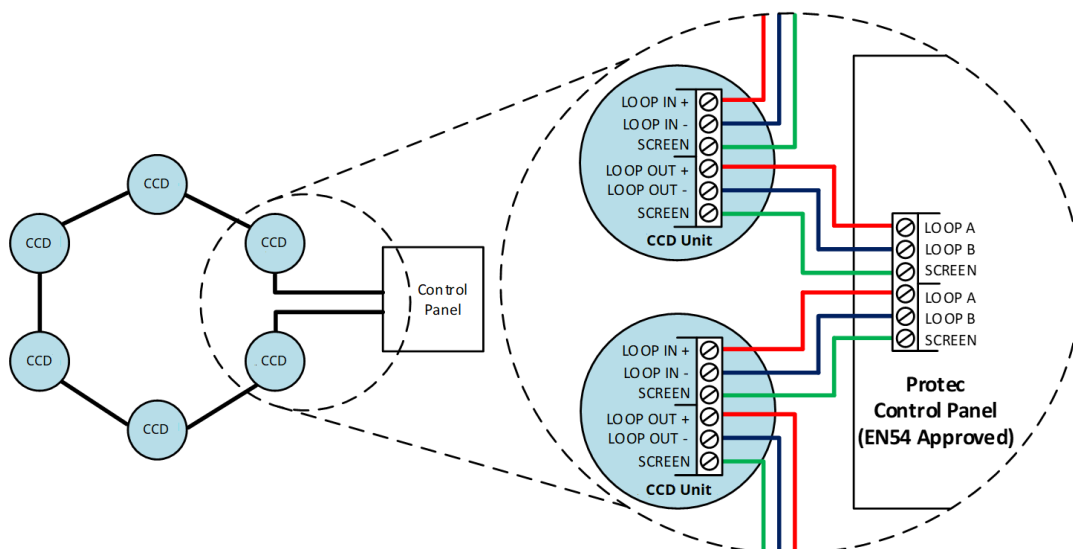 CCD
CCD
CCD
CCD
CCD
CCD
Control
Panel
LOOP IN +
LOOP IN -
SCREEN
LOOP OUT +
LOOP OUT -
SCREEN
CCD Unit
LOOP IN +
LOOP IN -
SCREEN
LOOP OUT +
LOOP OUT -
SCREEN
CCD Unit
LOOP A
LOOP B
SCREEN
LOOP A
LOOP B
SCREEN
Protec
Control Panel
(EN54 Approved)